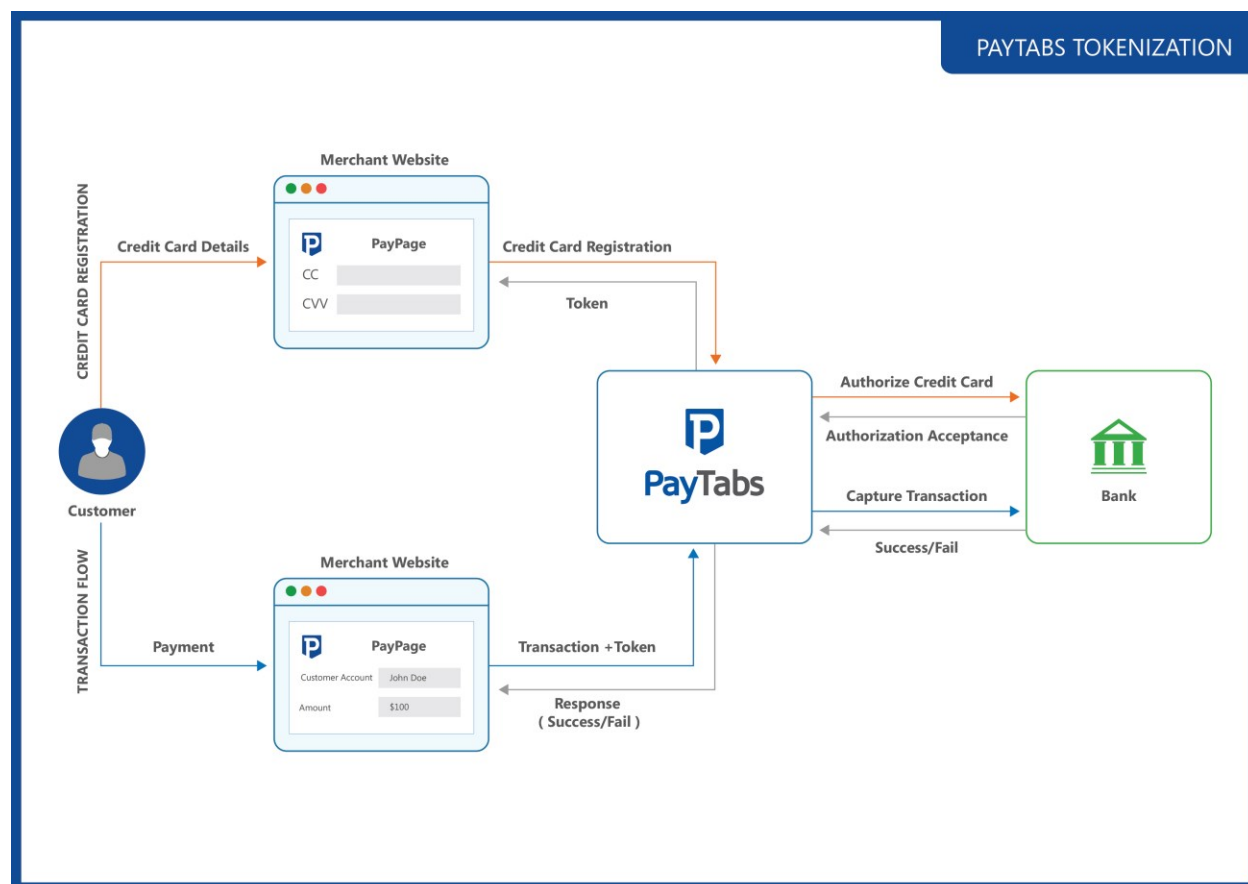 PAYTABS TOKENIZATION
Merchant Website
CREDIT CARD REGISTRATION
Credit Card Details
PayPage
CC
CVV
Credit Card Registration
Token
Customer
PayTabs
Authorize Credit Card
Authorization Acceptance
Capture Transaction
Success/Fail
Bank
TRANSACTION FLOW
Merchant Website
Payment
PayPage
Customer Account John Doe
Amount $100
Transaction +Token
Response
( Success/Fail )